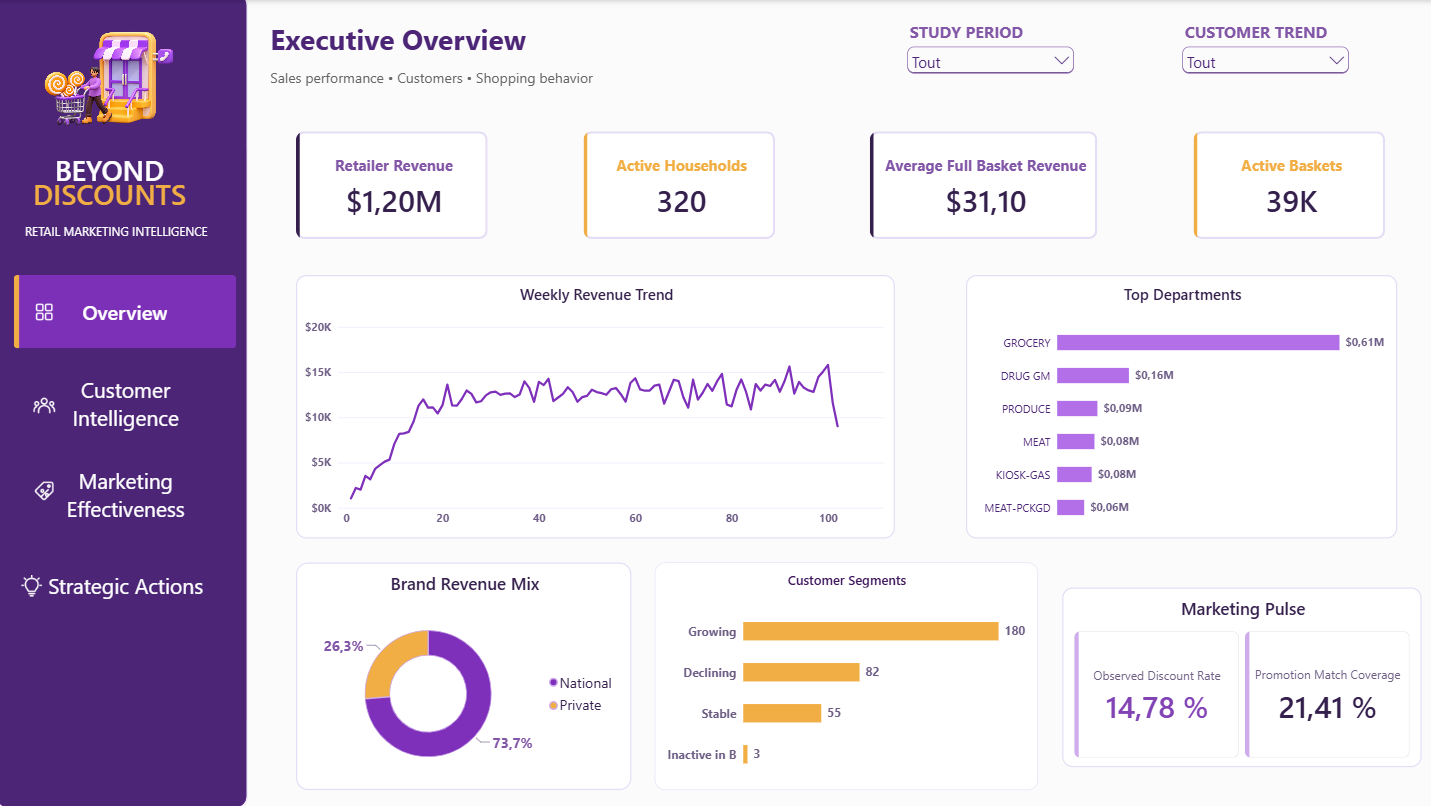 BEYOND
DISCOUNTS
RETAIL MARKETING INTELLIGENCE
Overview
Customer
Intelligence
Marketing
Effectiveness
Strategic Actions
Executive Overview
Sales performance • Customers • Shopping behavior
STUDY PERIOD
Tout
CUSTOMER TREND
Tout
Retailer Revenue
$1,20M
Active Households
320
Average Full Basket Revenue
$31,10
Active Baskets
39K
Weekly Revenue Trend
$20K
$15K
$10K
$5K
$0K
0 20 40 60 80 100
Top Departments
GROCERY $0,61M
DRUG GM $0,16M
PRODUCE $0,09M
MEAT $0,08M
KIOSK-GAS $0,08M
MEAT-PCKGD $0,06M
Brand Revenue Mix
26,3%
73,7%
National
Private
Customer Segments
Growing 180
Declining 82
Stable 55
Inactive in B 3
Marketing Pulse
Observed Discount Rate
14,78 %
Promotion Match Coverage
21,41 %